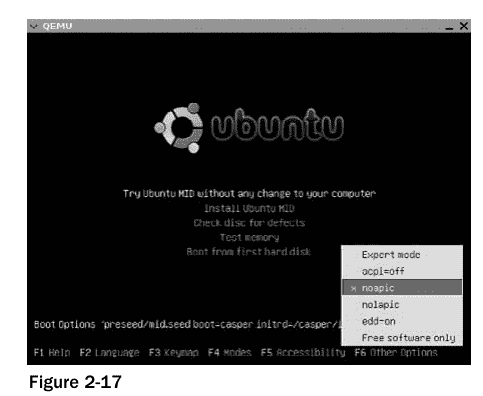 QEMU
ubuntu
Try Ubuntu MID without any change to your computer
Install Ubuntu MID
Check disc for defects
Test memory
Boot from first hard disk
Expert mode
acpi=off
x noapic
nolapic
edd=on
Free software only
Boot Options preseed/mid.seed boot=casper initrd=/casper/
F1 Help F2 Language F3 Keymap F4 Modes F5 Accessibility F6 Other Options
Figure 2-17